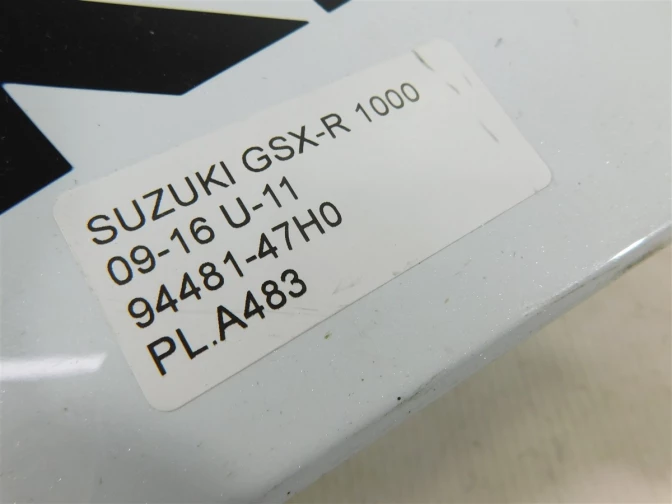 SUZUKI GSX-R 1000
09-16 U-11
94481-47H0
PL.A483